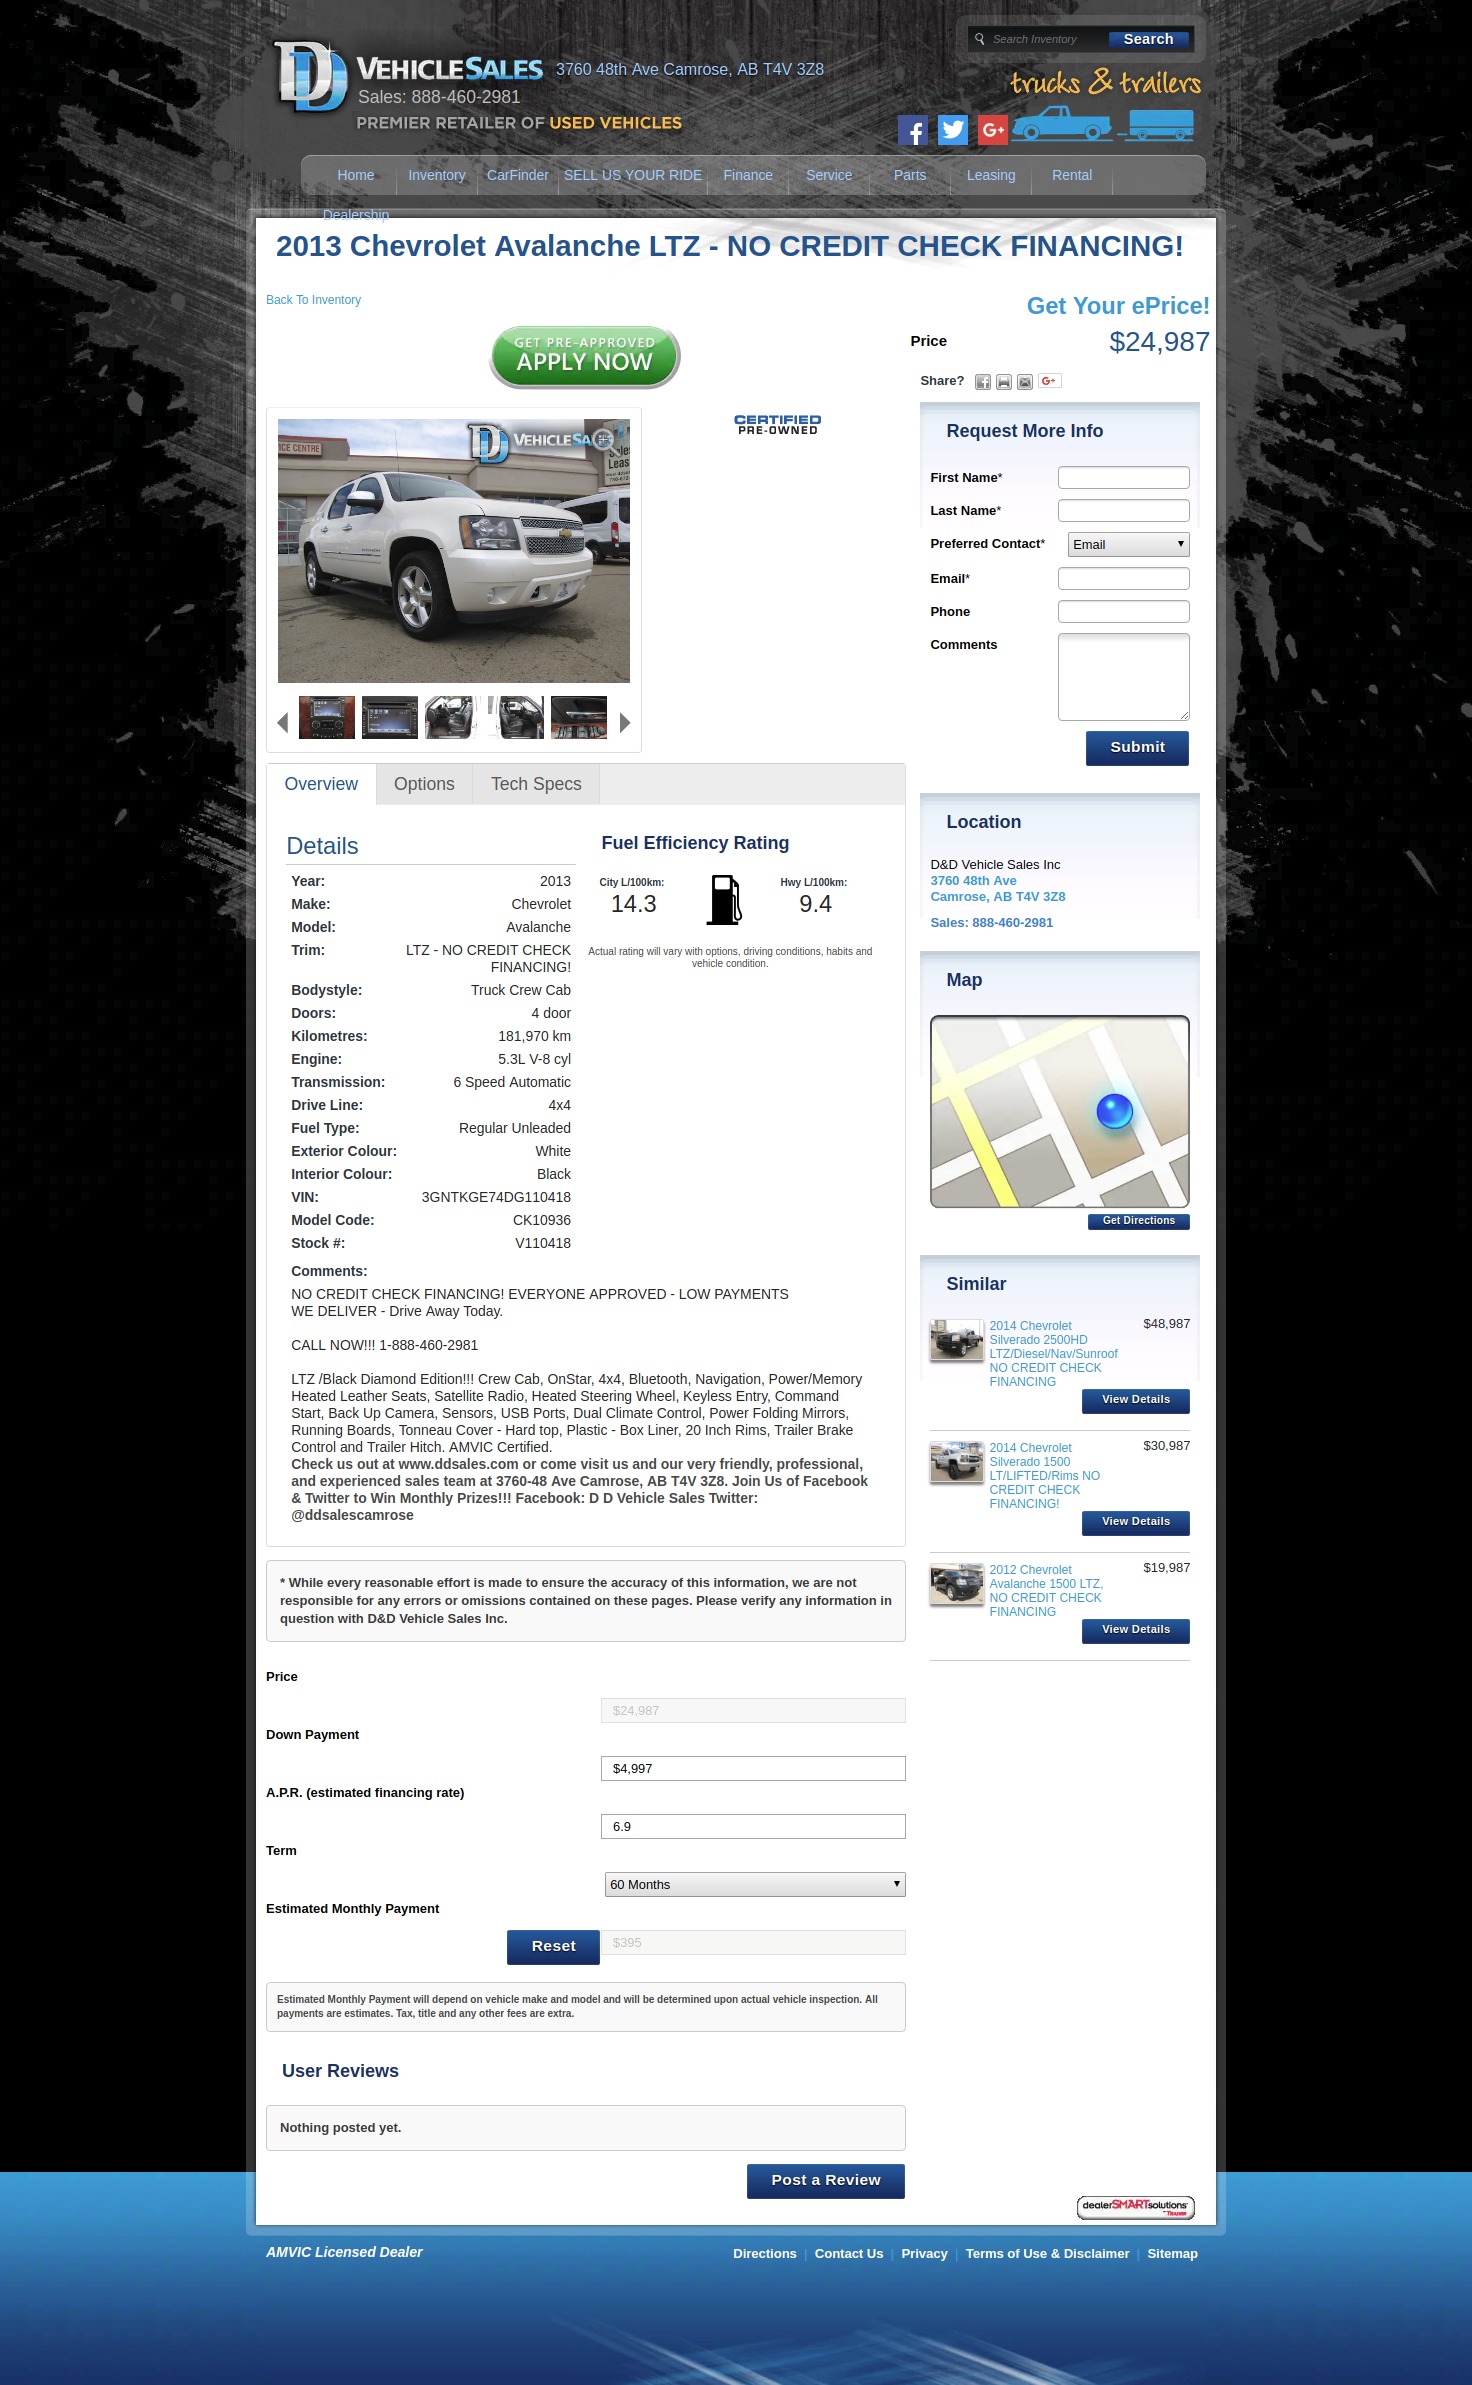 Search Inventory
Search
VEHICLESALES
3760 48th Ave Camrose, AB T4V 3Z8
Sales: 888-460-2981
PREMIER RETAILER OF USED VEHICLES
trucks & trailers
Home
Inventory
CarFinder
SELL US YOUR RIDE
Finance
Service
Parts
Leasing
Rental
Dealership
2013 Chevrolet Avalanche LTZ - NO CREDIT CHECK FINANCING!
Back To Inventory
Get Your ePrice!
Price
$24,987
GET PRE-APPROVED
APPLY NOW
Share?
CERTIFIED
PRE-OWNED
Request More Info
First Name*
Last Name*
Preferred Contact*
Email
Email*
Phone
Comments
Submit
Overview
Options
Tech Specs
Details
Year: 2013
Make: Chevrolet
Model: Avalanche
Trim: LTZ - NO CREDIT CHECK
FINANCING!
Bodystyle: Truck Crew Cab
Doors: 4 door
Kilometres: 181,970 km
Engine: 5.3L V-8 cyl
Transmission: 6 Speed Automatic
Drive Line: 4x4
Fuel Type: Regular Unleaded
Exterior Colour: White
Interior Colour: Black
VIN: 3GNTKGE74DG110418
Model Code: CK10936
Stock #: V110418
Fuel Efficiency Rating
City L/100km:
14.3
Hwy L/100km:
9.4
Actual rating will vary with options, driving conditions, habits and
vehicle condition.
Comments:
NO CREDIT CHECK FINANCING! EVERYONE APPROVED - LOW PAYMENTS
WE DELIVER - Drive Away Today.
CALL NOW!!! 1-888-460-2981
LTZ /Black Diamond Edition!!! Crew Cab, OnStar, 4x4, Bluetooth, Navigation, Power/Memory
Heated Leather Seats, Satellite Radio, Heated Steering Wheel, Keyless Entry, Command
Start, Back Up Camera, Sensors, USB Ports, Dual Climate Control, Power Folding Mirrors,
Running Boards, Tonneau Cover - Hard top, Plastic - Box Liner, 20 Inch Rims, Trailer Brake
Control and Trailer Hitch. AMVIC Certified.
Check us out at www.ddsales.com or come visit us and our very friendly, professional,
and experienced sales team at 3760-48 Ave Camrose, AB T4V 3Z8. Join Us of Facebook
& Twitter to Win Monthly Prizes!!! Facebook: D D Vehicle Sales Twitter:
@ddsalescamrose
* While every reasonable effort is made to ensure the accuracy of this information, we are not
responsible for any errors or omissions contained on these pages. Please verify any information in
question with D&D Vehicle Sales Inc.
Price
$24,987
Down Payment
$4,997
A.P.R. (estimated financing rate)
6.9
Term
60 Months
Estimated Monthly Payment
Reset
$395
Estimated Monthly Payment will depend on vehicle make and model and will be determined upon actual vehicle inspection. All
payments are estimates. Tax, title and any other fees are extra.
User Reviews
Nothing posted yet.
Post a Review
Location
D&D Vehicle Sales Inc
3760 48th Ave
Camrose, AB T4V 3Z8
Sales: 888-460-2981
Map
Get Directions
Similar
2014 Chevrolet
Silverado 2500HD
LTZ/Diesel/Nav/Sunroof
NO CREDIT CHECK
FINANCING
$48,987
View Details
2014 Chevrolet
Silverado 1500
LT/LIFTED/Rims NO
CREDIT CHECK
FINANCING!
$30,987
View Details
2012 Chevrolet
Avalanche 1500 LTZ,
NO CREDIT CHECK
FINANCING
$19,987
View Details
dealerSMARTsolutions
TRADER
AMVIC Licensed Dealer
Directions | Contact Us | Privacy | Terms of Use & Disclaimer | Sitemap